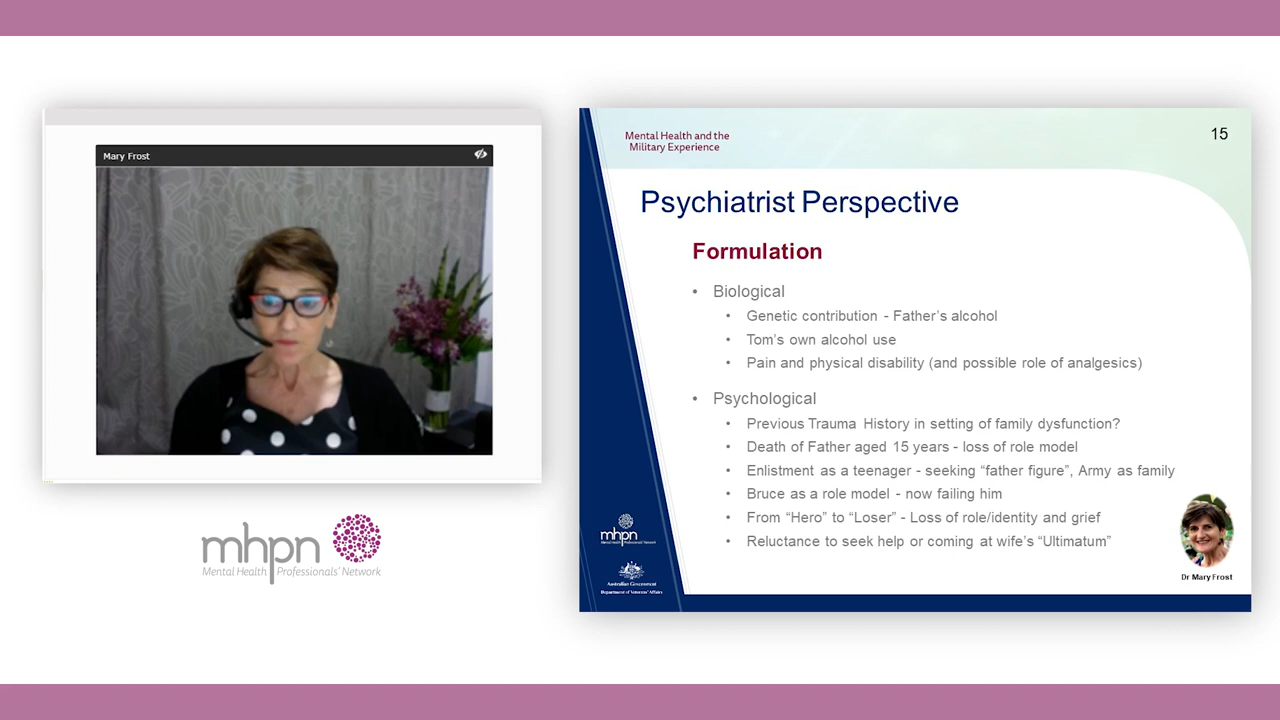 Mary Frost
mhpn
Mental Health Professionals' Network
Mental Health and the
Military Experience
15
Psychiatrist Perspective
Formulation
• Biological
• Genetic contribution - Father's alcohol
• Tom's own alcohol use
• Pain and physical disability (and possible role of analgesics)
• Psychological
• Previous Trauma History in setting of family dysfunction?
• Death of Father aged 15 years - loss of role model
• Enlistment as a teenager - seeking "father figure", Army as family
• Bruce as a role model - now failing him
• From "Hero" to "Loser" - Loss of role/identity and grief
• Reluctance to seek help or coming at wife's "Ultimatum"
mhpn
Mental Health Professionals' Network
Australian Government
Department of Veterans' Affairs
Dr Mary Frost